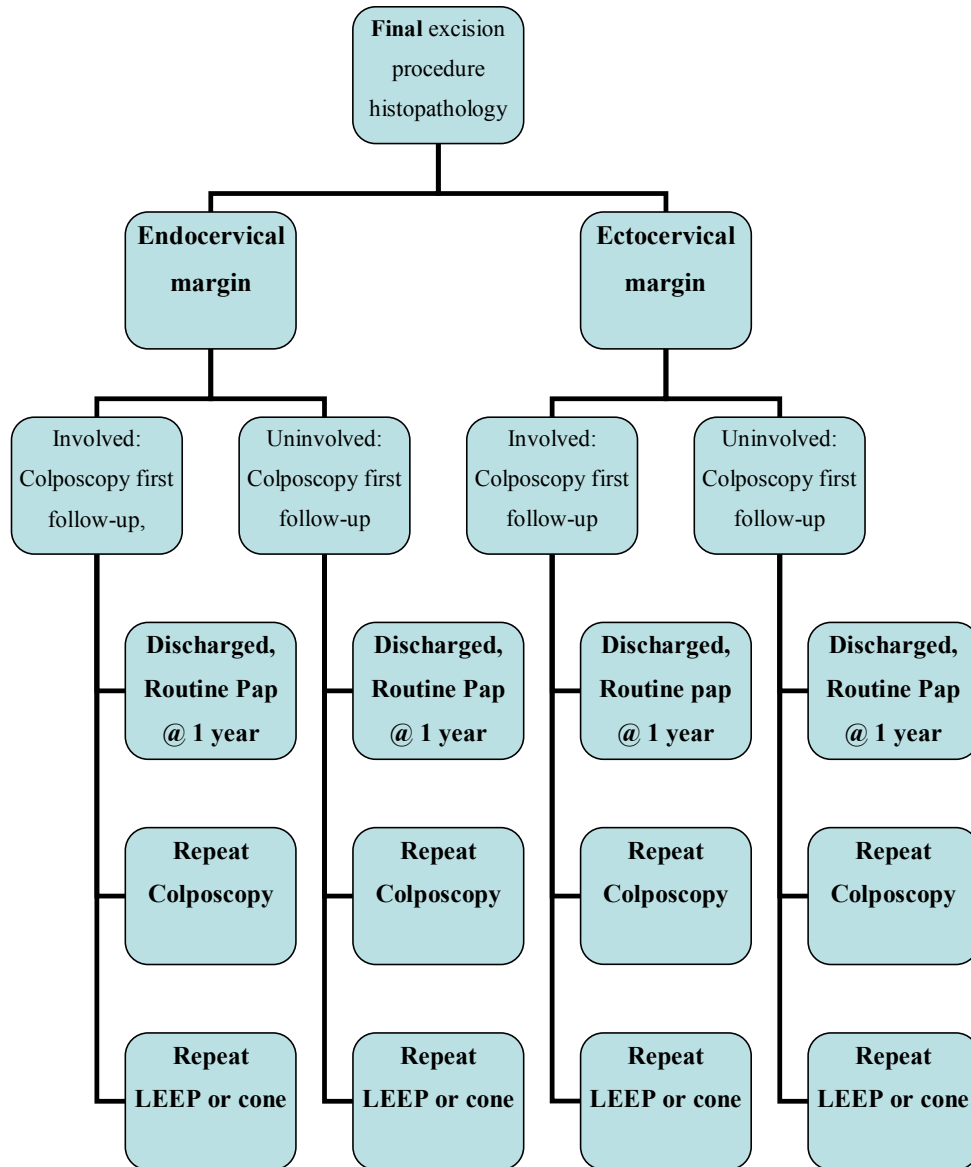 Final excision
procedure
histopathology
Endocervical
margin
Ectocervical
margin
Involved:
Colposcopy first
follow-up,
Uninvolved:
Colposcopy first
follow-up
Involved:
Colposcopy first
follow-up
Uninvolved:
Colposcopy first
follow-up
Discharged,
Routine Pap
@ 1 year
Discharged,
Routine Pap
@ 1 year
Discharged,
Routine pap
@ 1 year
Discharged,
Routine Pap
@ 1 year
Repeat
Colposcopy
Repeat
Colposcopy
Repeat
Colposcopy
Repeat
Colposcopy
Repeat
LEEP or cone
Repeat
LEEP or cone
Repeat
LEEP or cone
Repeat
LEEP or cone